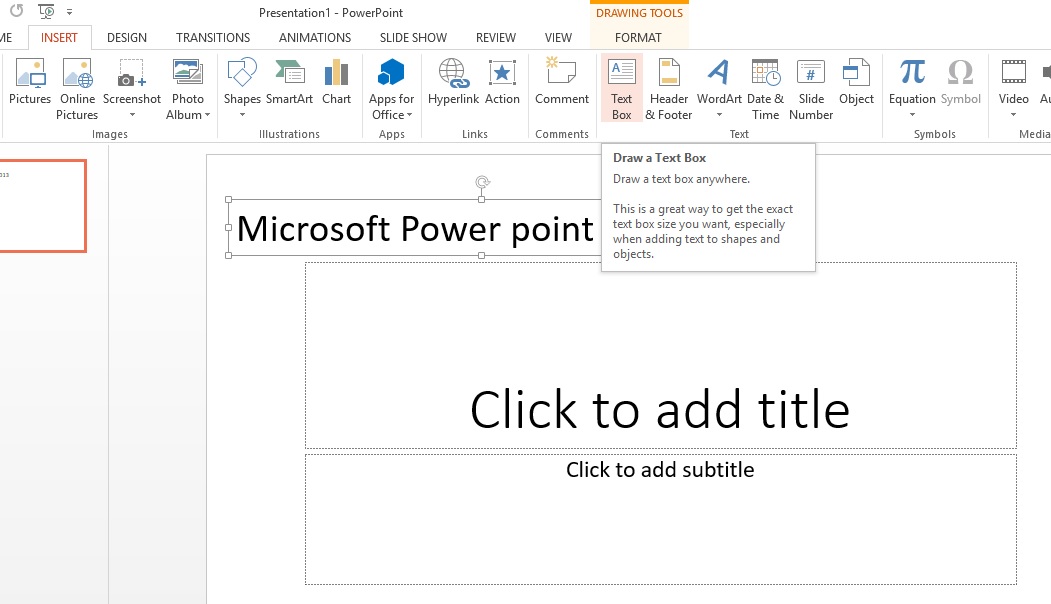 Presentation1 - PowerPoint
DRAWING TOOLS
ME INSERT DESIGN TRANSITIONS ANIMATIONS SLIDE SHOW REVIEW VIEW FORMAT
Pictures Online Pictures Screenshot Photo Album
Images
Shapes SmartArt Chart
Illustrations
Apps for Office
Apps
Hyperlink Action
Links
Comment
Comments
Text Box Header & Footer WordArt Date & Time Slide Number Object
Text
Equation Symbol
Symbols
Video Au
Media
Draw a Text Box
Draw a text box anywhere.
This is a great way to get the exact
text box size you want, especially
when adding text to shapes and
objects.
2013
Microsoft Power point
Click to add title
Click to add subtitle